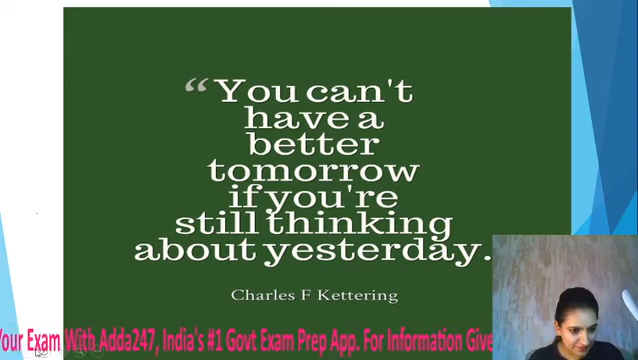 “You can't
have a
better
tomorrow
if you're
still thinking
about yesterday.
Charles F Kettering
Your Exam With Adda247, India's #1 Govt Exam Prep App. For Information Give